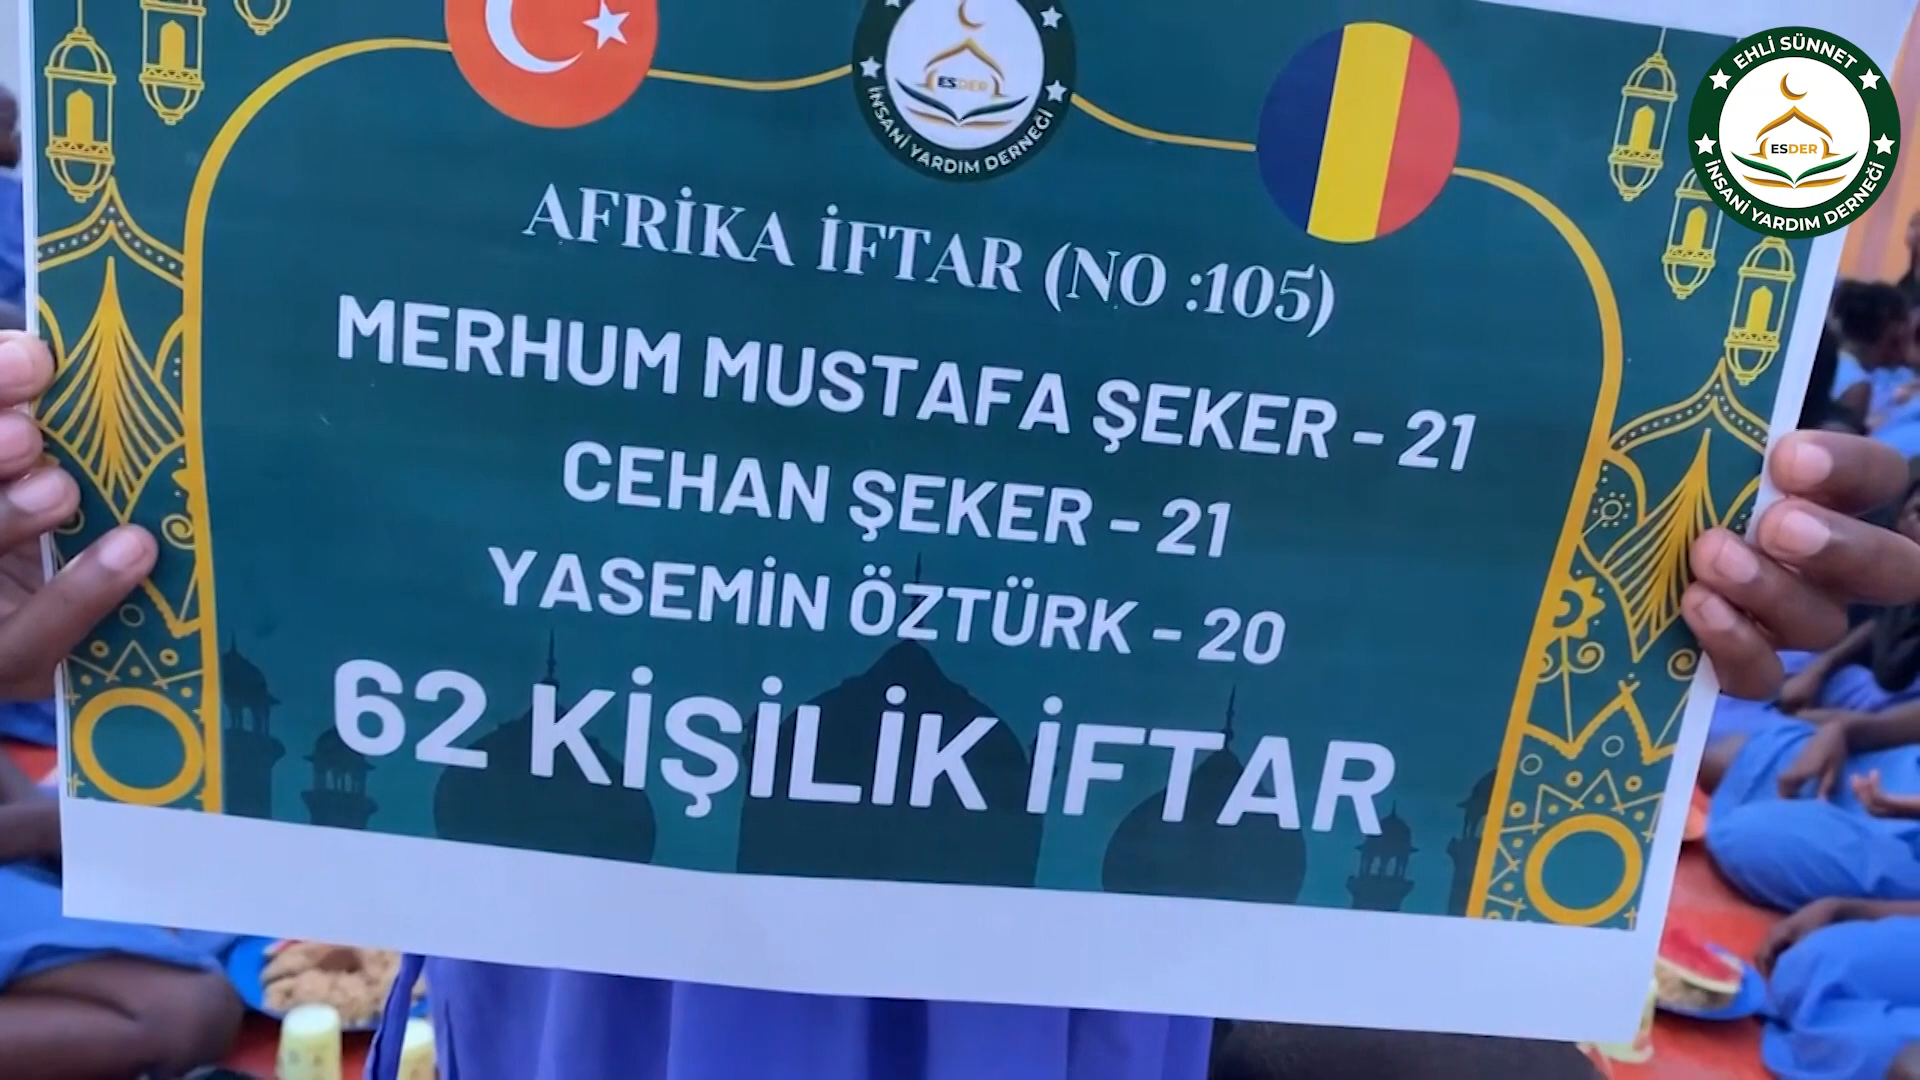 ESDER
İNSANİ YARDIM DERNEĞİ
AFRİKA İFTAR (NO :105)
MERHUM MUSTAFA ŞEKER - 21
CEHAN ŞEKER - 21
YASEMİN ÖZTÜRK - 20
62 KİŞİLİK İFTAR
EHLİ SÜNNET
ESDER
İNSANİ YARDIM DERNEĞİ